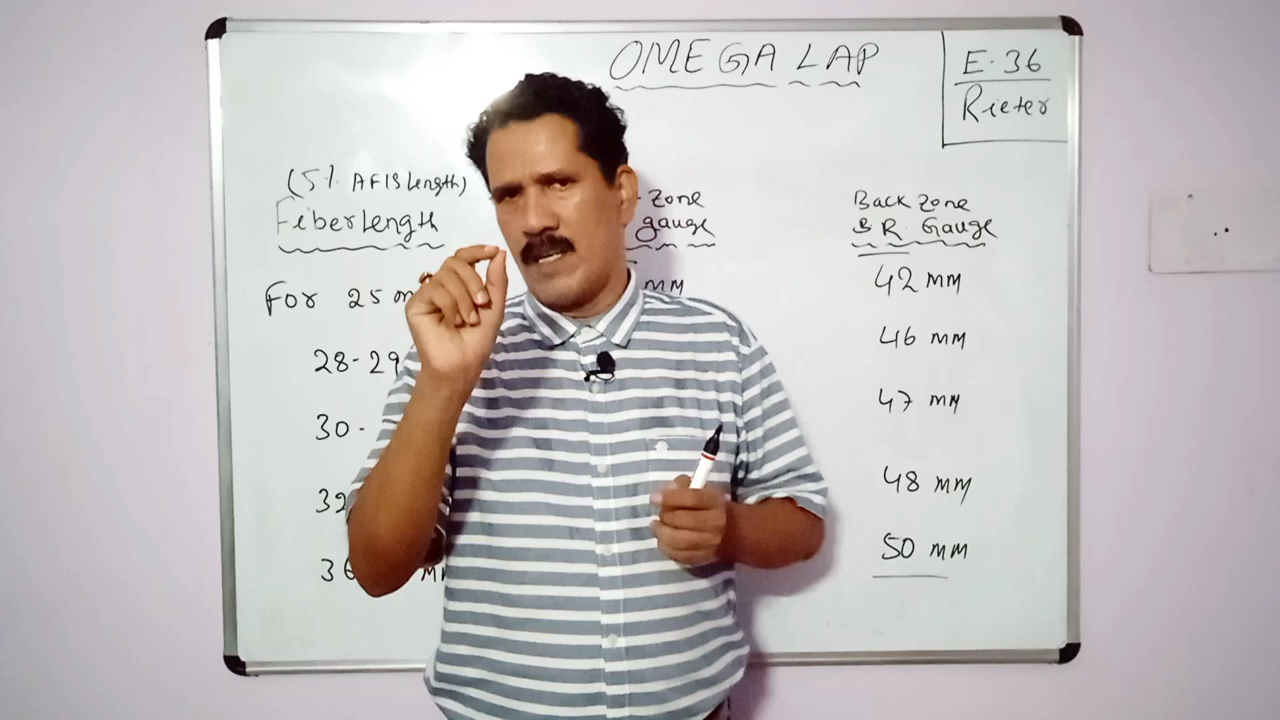 OMEGA LAP
E.36
Rieter
(5% AFIS Length)
Fiber Length
Zone
gauge
Back Zone
B R. Gauge
For 25
mm
42 mm
28-29
46 mm
30-
47 mm
32
48 mm
36
50 mm